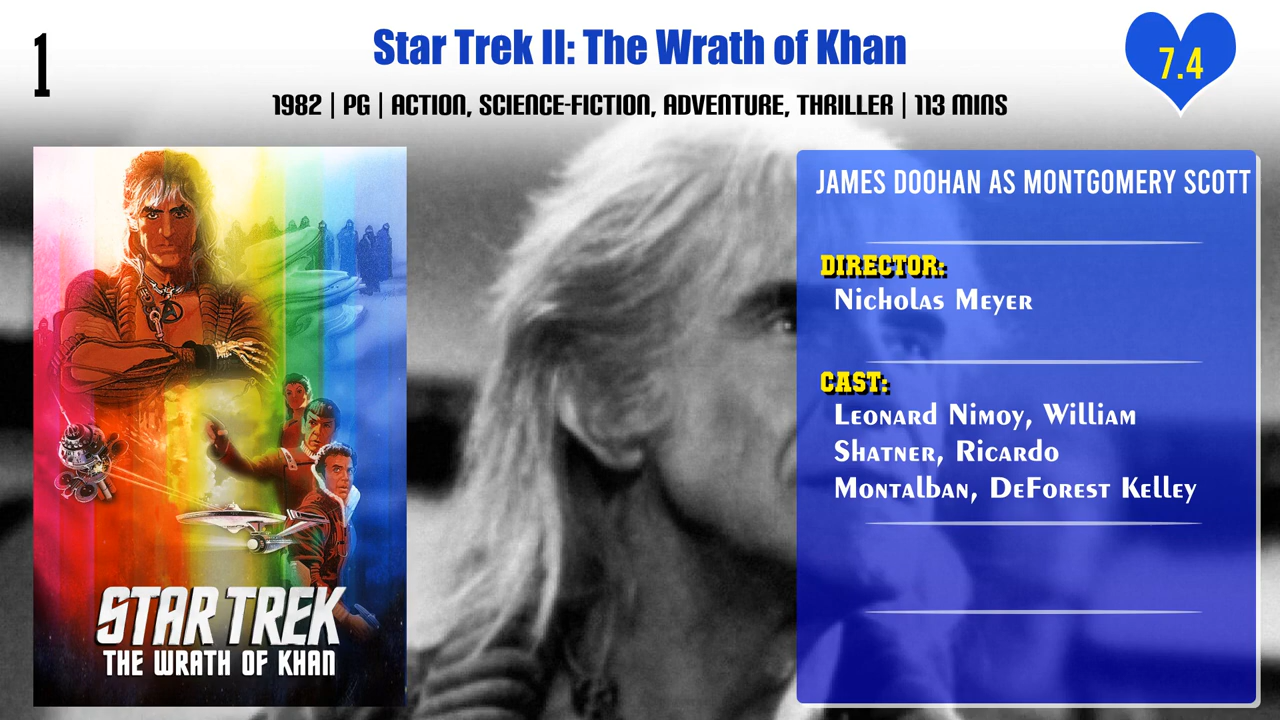 1
Star Trek II: The Wrath of Khan
7.4
1982 | PG | ACTION, SCIENCE-FICTION, ADVENTURE, THRILLER | 113 MINS
STAR TREK
THE WRATH OF KHAN
JAMES DOOHAN AS MONTGOMERY SCOTT
DIRECTOR:
Nicholas Meyer
CAST:
Leonard Nimoy, William
Shatner, Ricardo
Montalban, DeForest Kelley